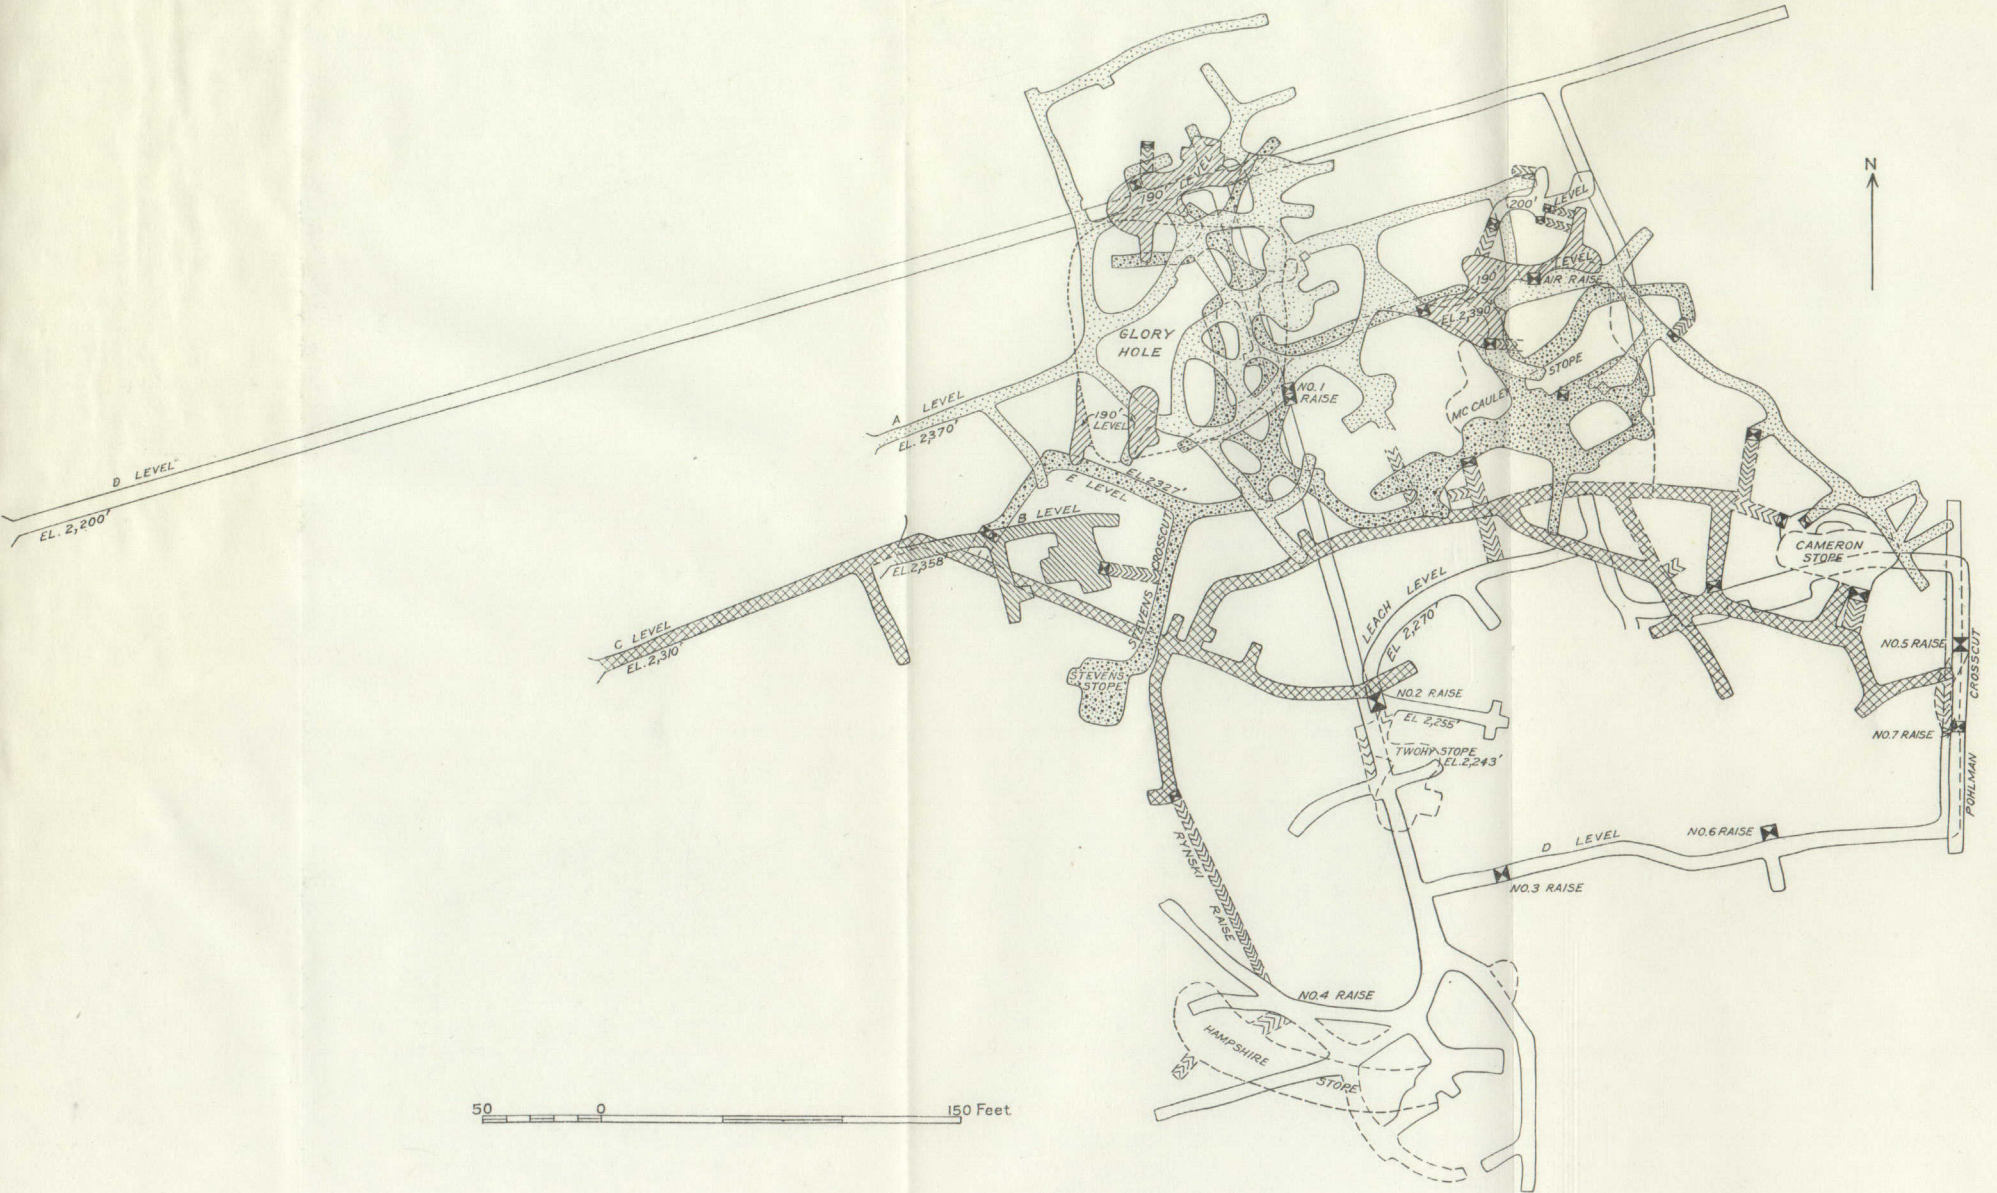 N
190' LEVEL
200' LEVEL
190' LEVEL
AIR RAISE
EL. 2,390'
GLORY
HOLE
STOPE
MC CAULEY
NO. 1
RAISE
A LEVEL
EL. 2,370'
190'
LEVEL
D LEVEL
EL. 2,200'
EL. 2327'
E LEVEL
B LEVEL
EL. 2,358'
STEVENS CROSSCUT
CAMERON
STOPE
LEACH LEVEL
EL 2,270'
C LEVEL
EL. 2,310'
STEVENS
STOPE
NO. 5 RAISE
NO. 2 RAISE
EL 2,255'
TWOHY STOPE
EL. 2,243'
NO. 7 RAISE
POHLMAN CROSSCUT
RYNSKI RAISE
D LEVEL
NO. 6 RAISE
NO. 3 RAISE
NO. 4 RAISE
HAMPSHIRE
STOPE
50 0 150 Feet